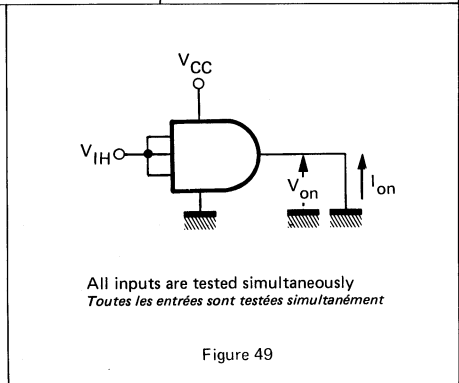 VCC
VIH
Von
Ion
All inputs are tested simultaneously
Toutes les entrées sont testées simultanément
Figure 49